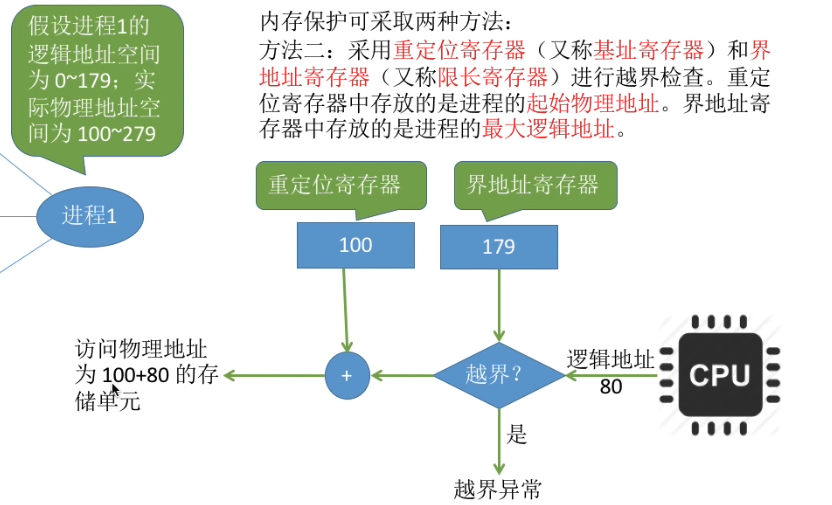 假设进程1的
逻辑地址空间
为 0~179；实
际物理地址空
间为 100~279
进程1
内存保护可采取两种方法：
方法二：采用重定位寄存器（又称基址寄存器）和界
地址寄存器（又称限长寄存器）进行越界检查。重定
位寄存器中存放的是进程的起始物理地址。界地址寄
存器中存放的是进程的最大逻辑地址。
重定位寄存器
界地址寄存器
100
179
访问物理地址
为 100+80 的存
储单元
+
越界？
逻辑地址
80
CPU
是
越界异常